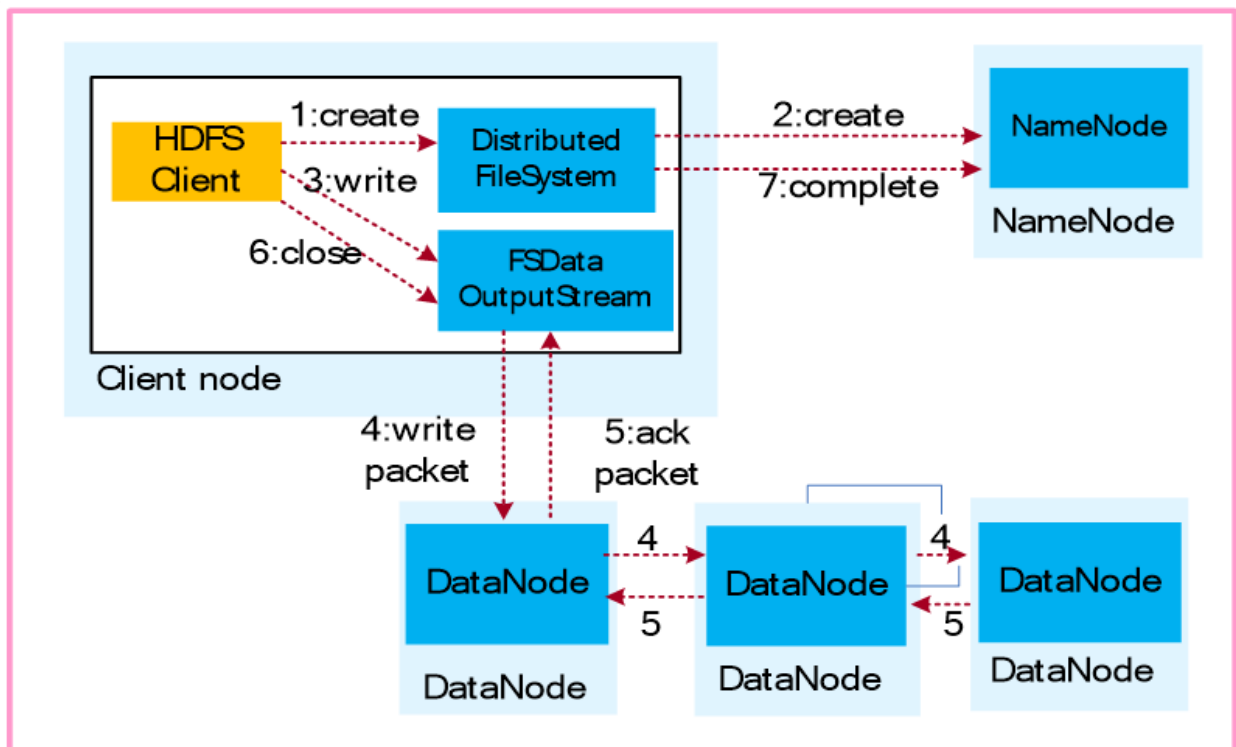 1:create
HDFS
Client
Distributed
FileSystem
2:create
NameNode
3:write
7:complete
NameNode
6:close
FSData
OutputStream
Client node
4:write
packet
5:ack
packet
4
4
DataNode
DataNode
DataNode
5
5
DataNode
DataNode
DataNode